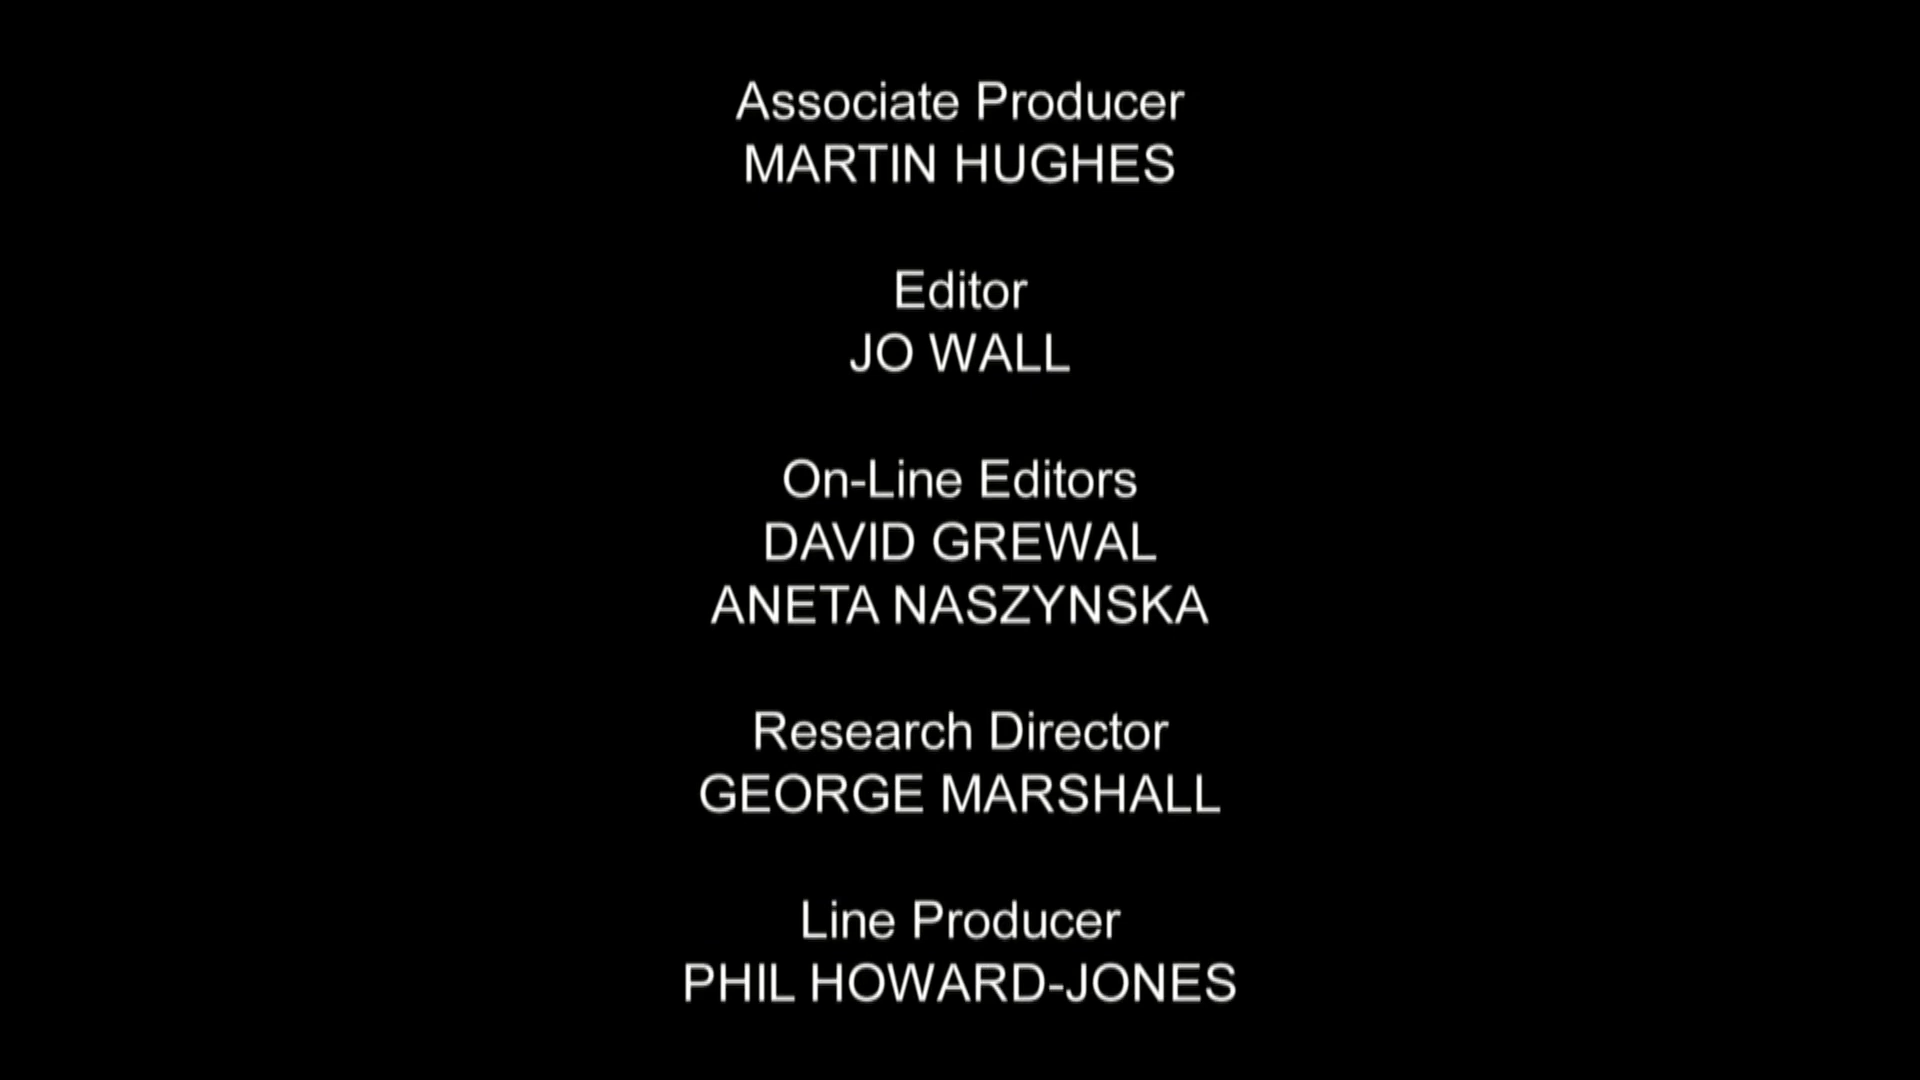 Associate Producer
MARTIN HUGHES
Editor
JO WALL
On-Line Editors
DAVID GREWAL
ANETA NASZYNSKA
Research Director
GEORGE MARSHALL
Line Producer
PHIL HOWARD-JONES